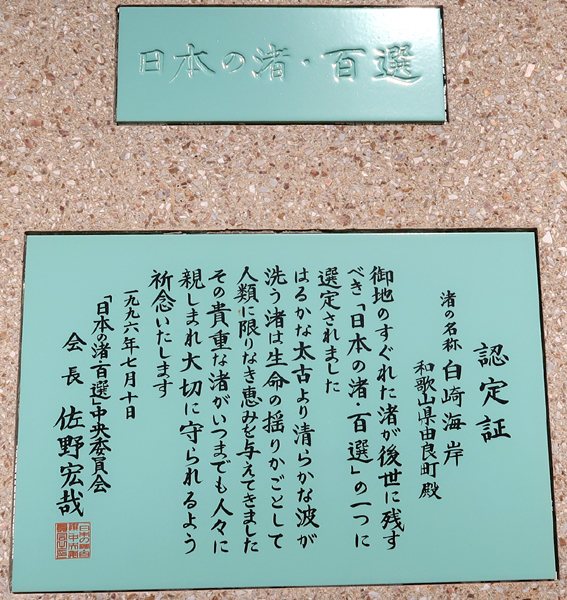 日本の渚・百選
認定証
渚の名称 白崎海岸
和歌山県由良町殿
御地のすぐれた渚が後世に残す
べき「日本の渚・百選」の一つに
選定されました
はるかな太古より清らかな波が
洗う渚は生命の揺りかごとして
人類に限りなき恵みを与えてきました
その貴重な渚がいつまでも人々に
親しまれ大切に守られるよう
祈念いたします
一九九六年七月十日
「日本の渚・百選」中央委員会
会長 佐野宏哉